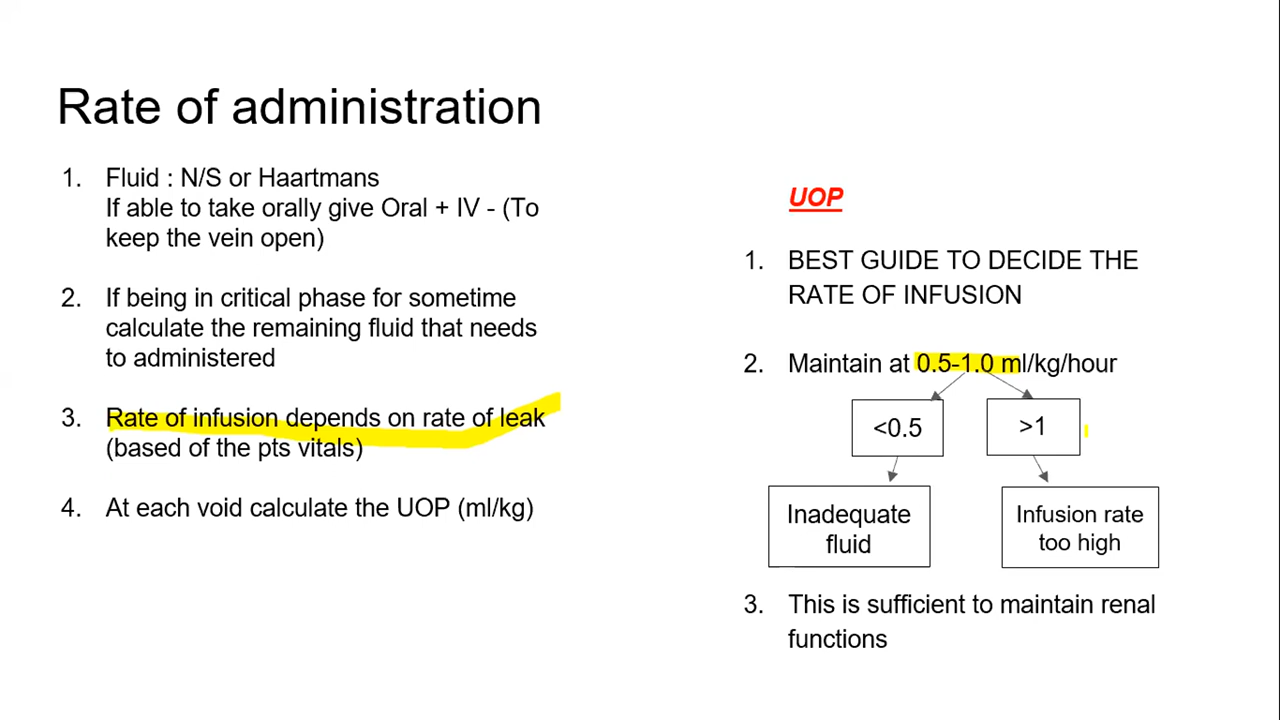 Rate of administration
1. Fluid : N/S or Haartmans
If able to take orally give Oral + IV - (To
keep the vein open)
2. If being in critical phase for sometime
calculate the remaining fluid that needs
to administered
3. Rate of infusion depends on rate of leak
(based of the pts vitals)
4. At each void calculate the UOP (ml/kg)
UOP
1. BEST GUIDE TO DECIDE THE
RATE OF INFUSION
2. Maintain at 0.5-1.0 ml/kg/hour
<0.5
>1
Inadequate
fluid
Infusion rate
too high
3. This is sufficient to maintain renal
functions